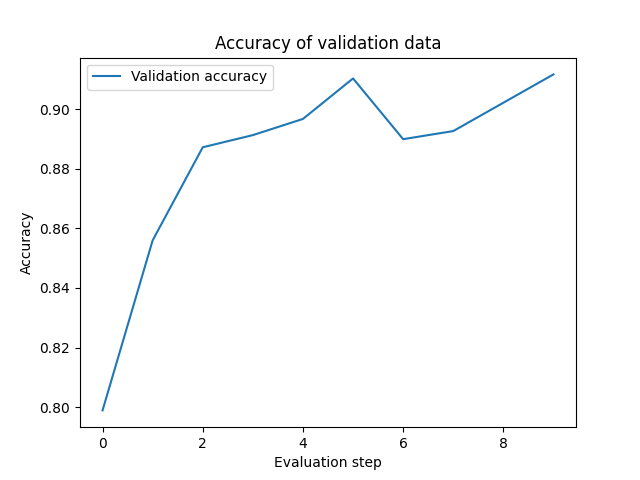 Accuracy of validation data
Validation accuracy
0.90
0.88
0.86
0.84
0.82
0.80
Accuracy
0 2 4 6 8
Evaluation step